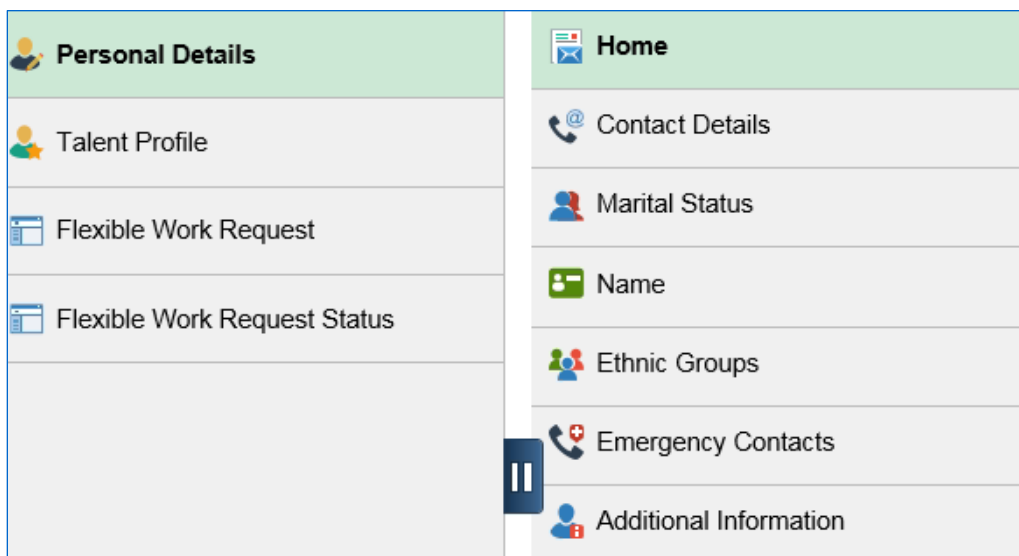 Personal Details
Talent Profile
Flexible Work Request
Flexible Work Request Status
Home
Contact Details
Marital Status
Name
Ethnic Groups
Emergency Contacts
Additional Information